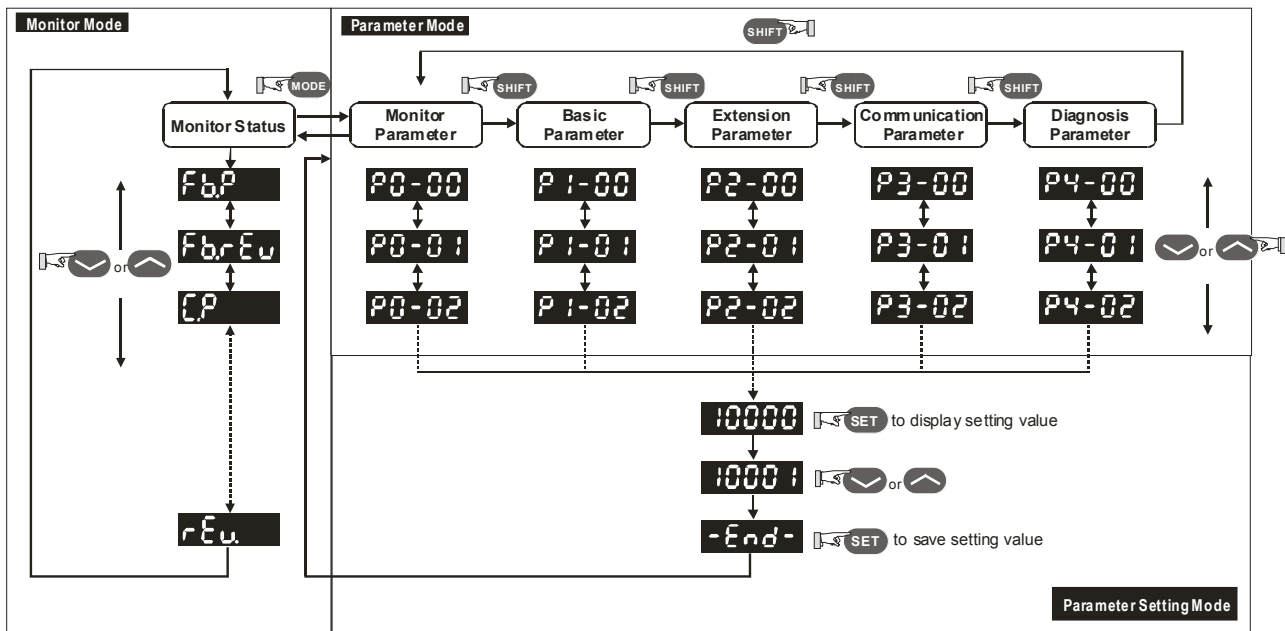 Monitor Mode
Parameter Mode
SHIFT
MODE
SHIFT
SHIFT
SHIFT
SHIFT
Monitor Status
Monitor
Parameter
Basic
Parameter
Extension
Parameter
Communication
Parameter
Diagnosis
Parameter
Fb.P
P0-00
P1-00
P2-00
P3-00
P4-00
Fb.rEu
P0-01
P1-01
P2-01
P3-01
P4-01
or
or
C.P
P0-02
P1-02
P2-02
P3-02
P4-02
10000
SET to display setting value
10001
or
rEu.
-End-
SET to save setting value
Parameter Setting Mode